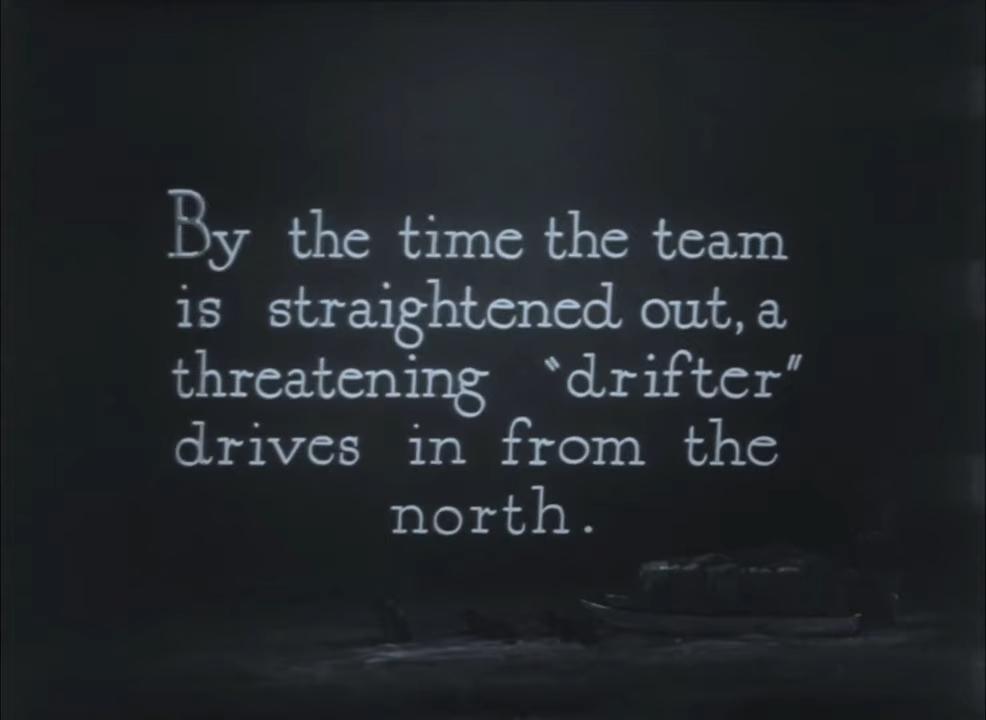 By the time the team
is straightened out, a
threatening "drifter"
drives in from the
north.